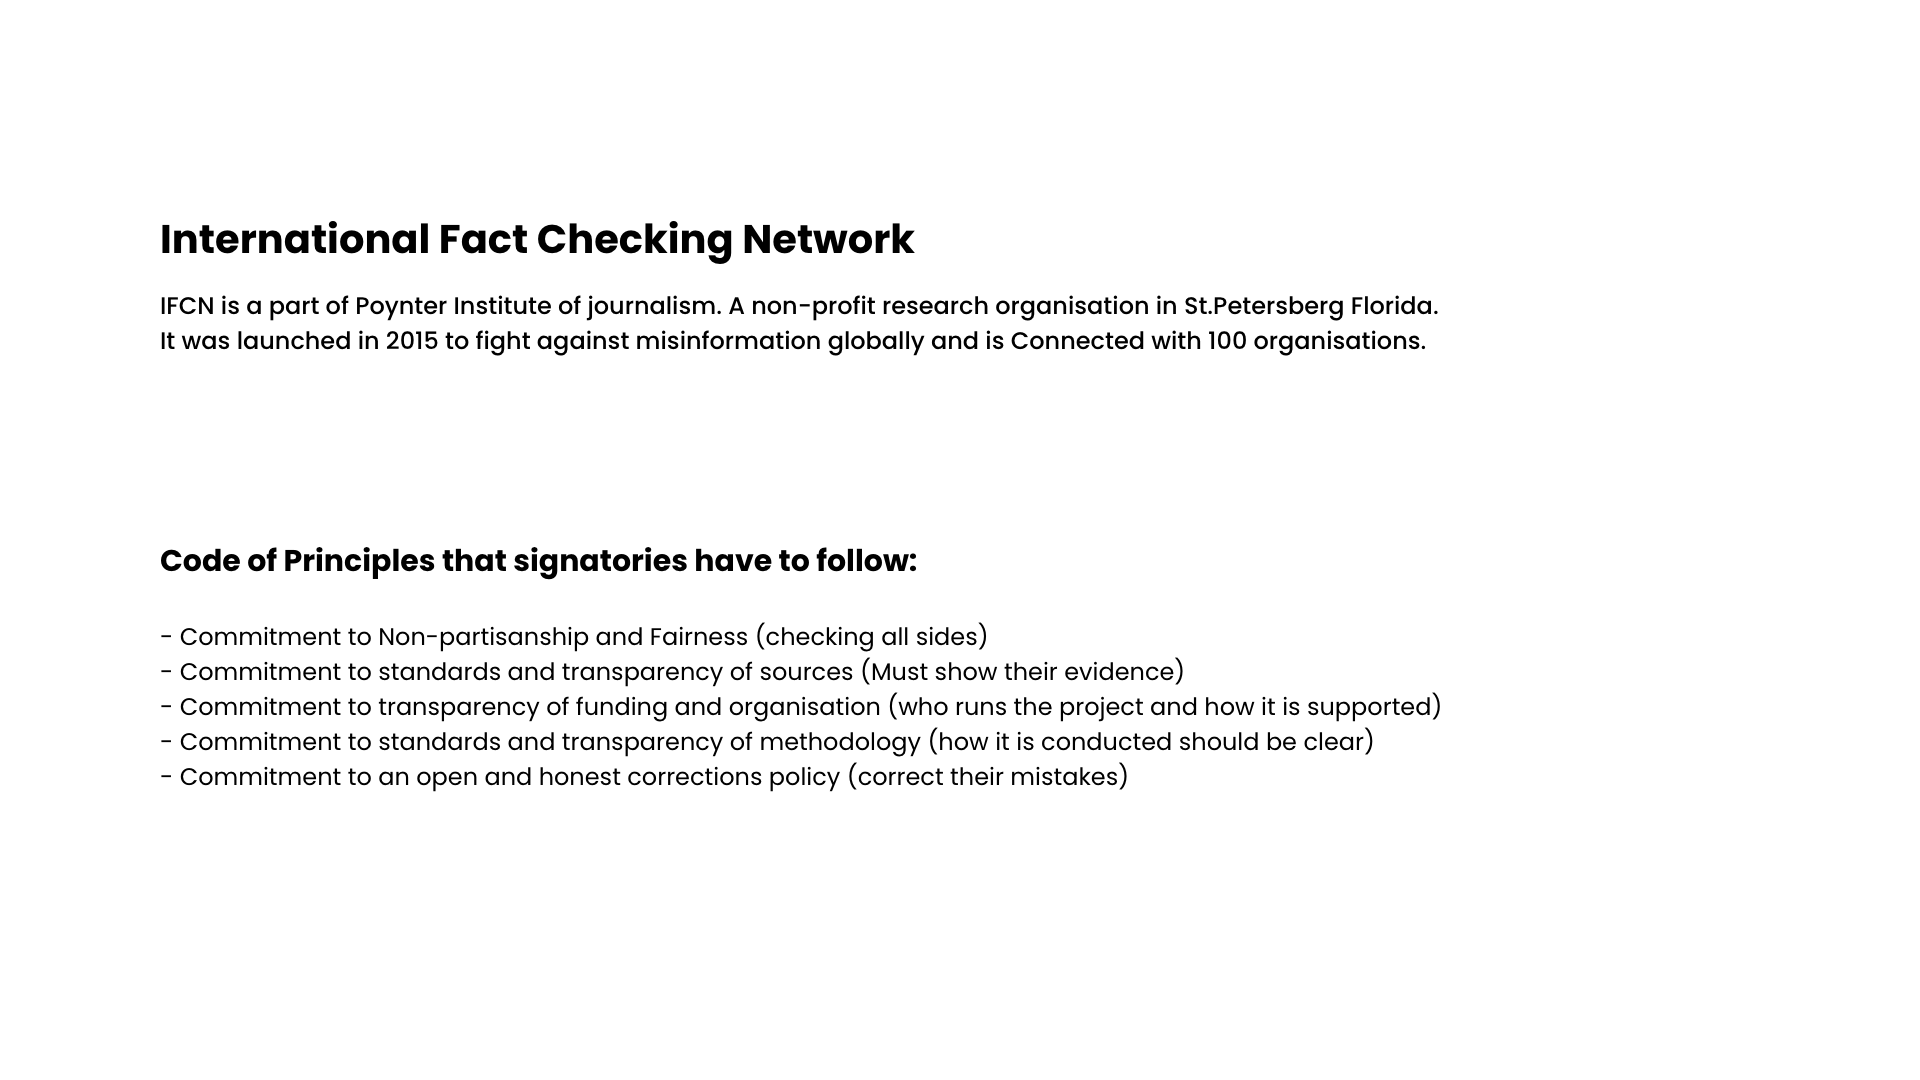 International Fact Checking Network
IFCN is a part of Poynter Institute of journalism. A non-profit research organisation in St.Petersberg Florida.
It was launched in 2015 to fight against misinformation globally and is Connected with 100 organisations.
Code of Principles that signatories have to follow:
- Commitment to Non-partisanship and Fairness (checking all sides)
- Commitment to standards and transparency of sources (Must show their evidence)
- Commitment to transparency of funding and organisation (who runs the project and how it is supported)
- Commitment to standards and transparency of methodology (how it is conducted should be clear)
- Commitment to an open and honest corrections policy (correct their mistakes)